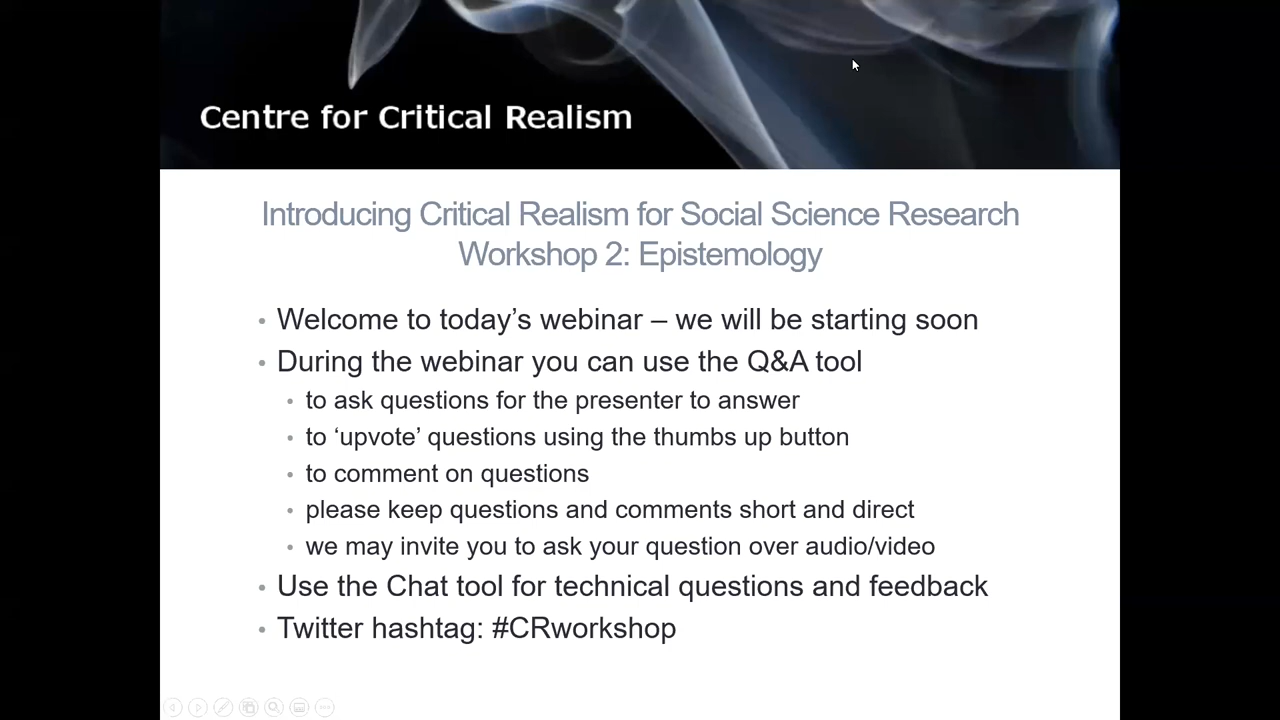 Centre for Critical Realism
Introducing Critical Realism for Social Science Research
Workshop 2: Epistemology
• Welcome to today’s webinar – we will be starting soon
• During the webinar you can use the Q&A tool
• to ask questions for the presenter to answer
• to ‘upvote’ questions using the thumbs up button
• to comment on questions
• please keep questions and comments short and direct
• we may invite you to ask your question over audio/video
• Use the Chat tool for technical questions and feedback
• Twitter hashtag: #CRworkshop